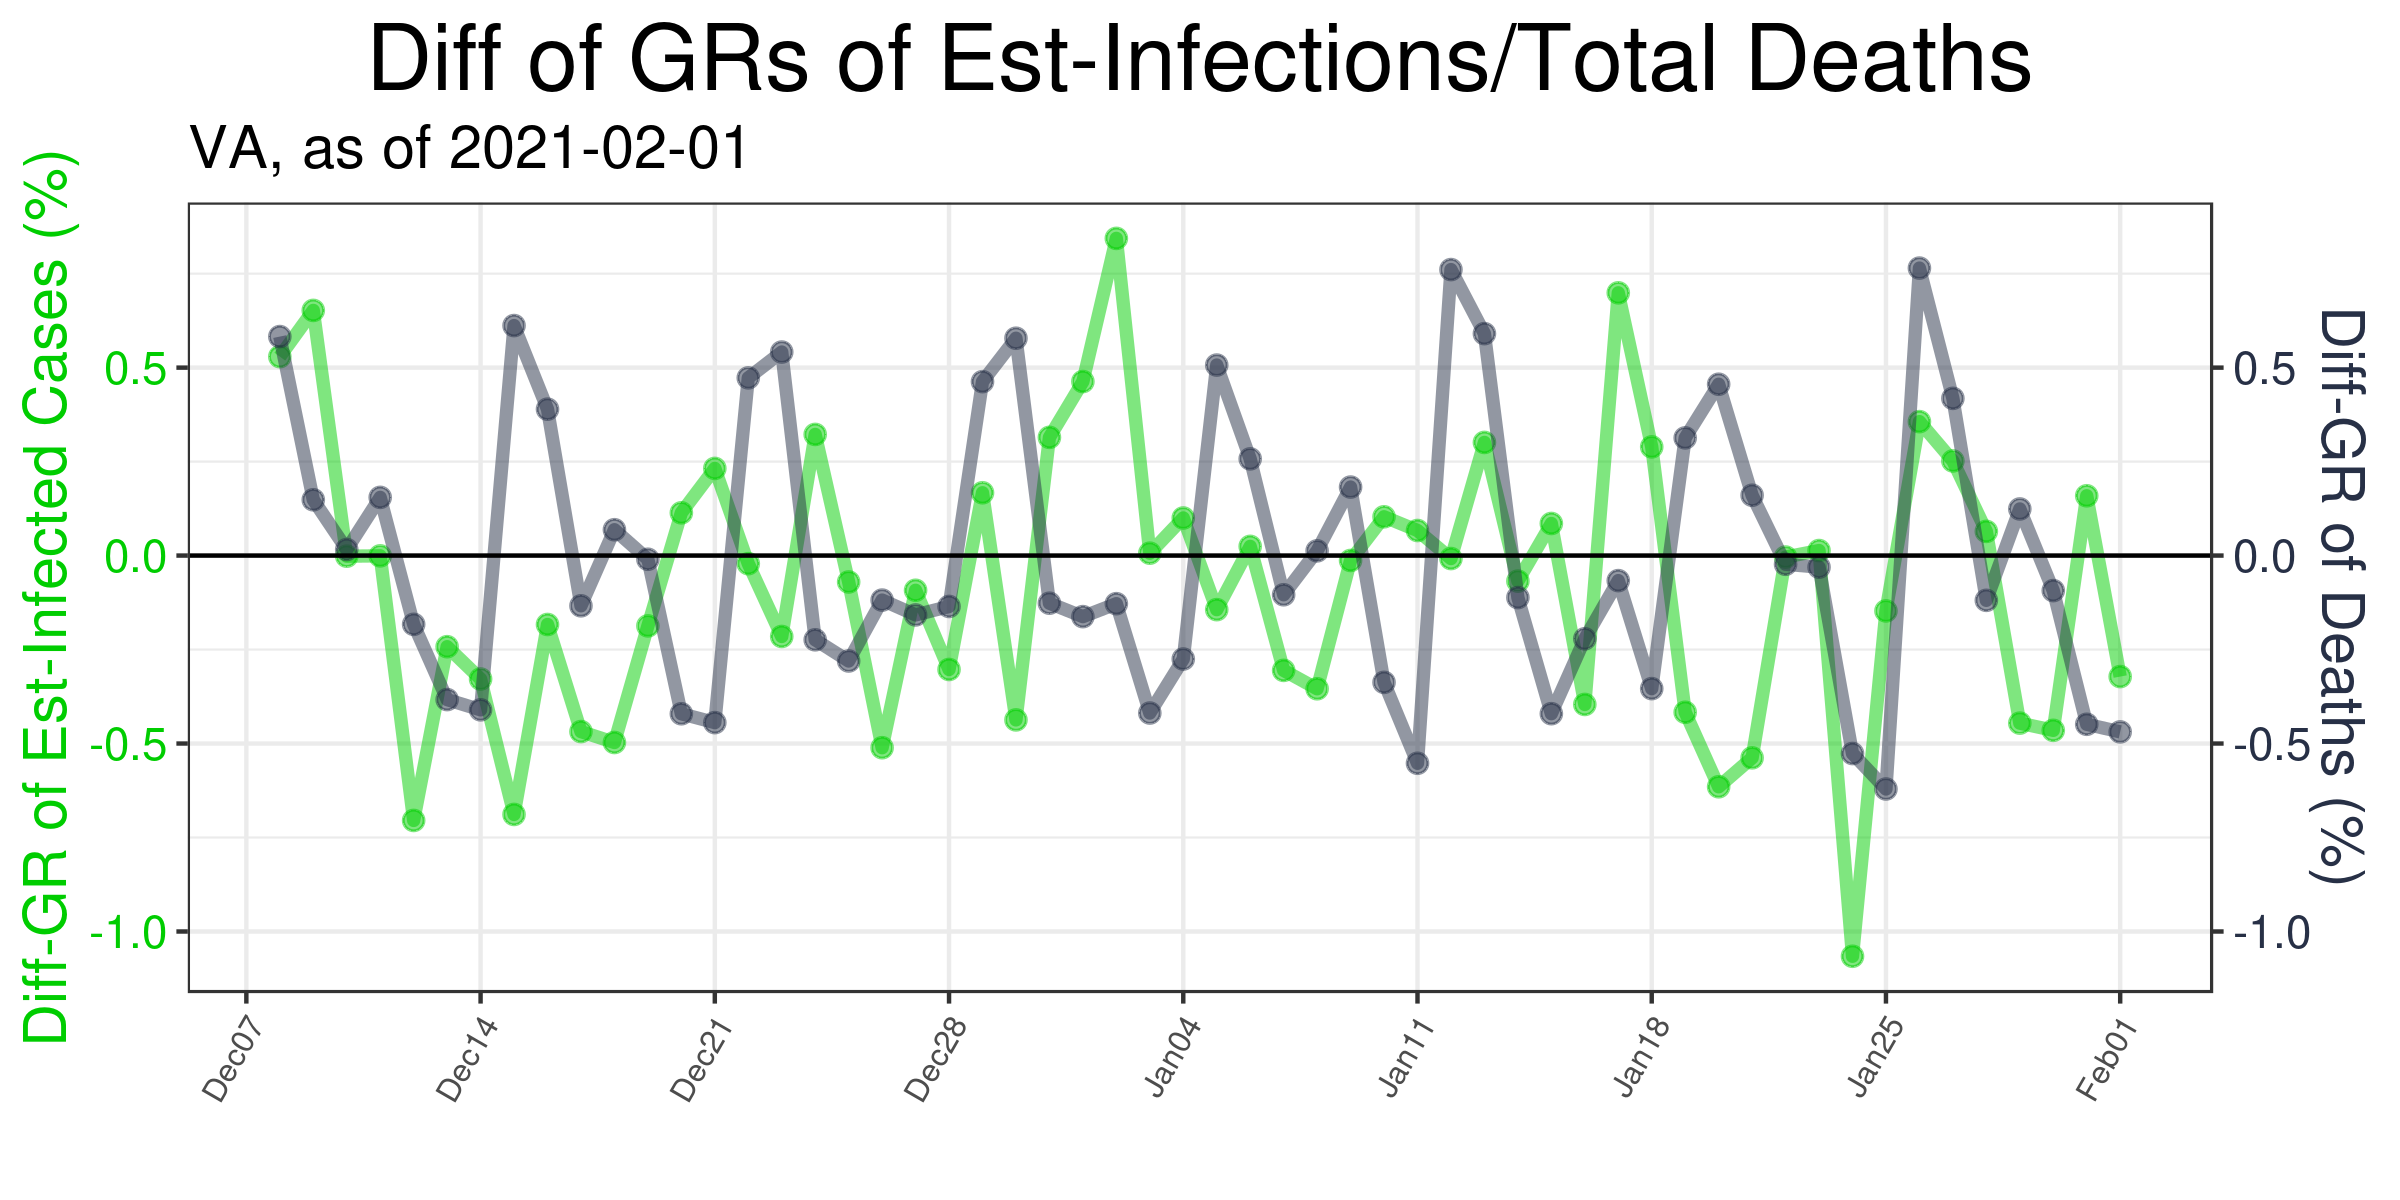 Diff of GRs of Est-Infections/Total Deaths
VA, as of 2021-02-01
Diff-GR of Est-Infected Cases (%)
0.5
0.0
-0.5
-1.0
0.5
0.0
-0.5
-1.0
Diff-GR of Deaths (%)
Dec07 Dec14 Dec21 Dec28 Jan04 Jan11 Jan18 Jan25 Feb01